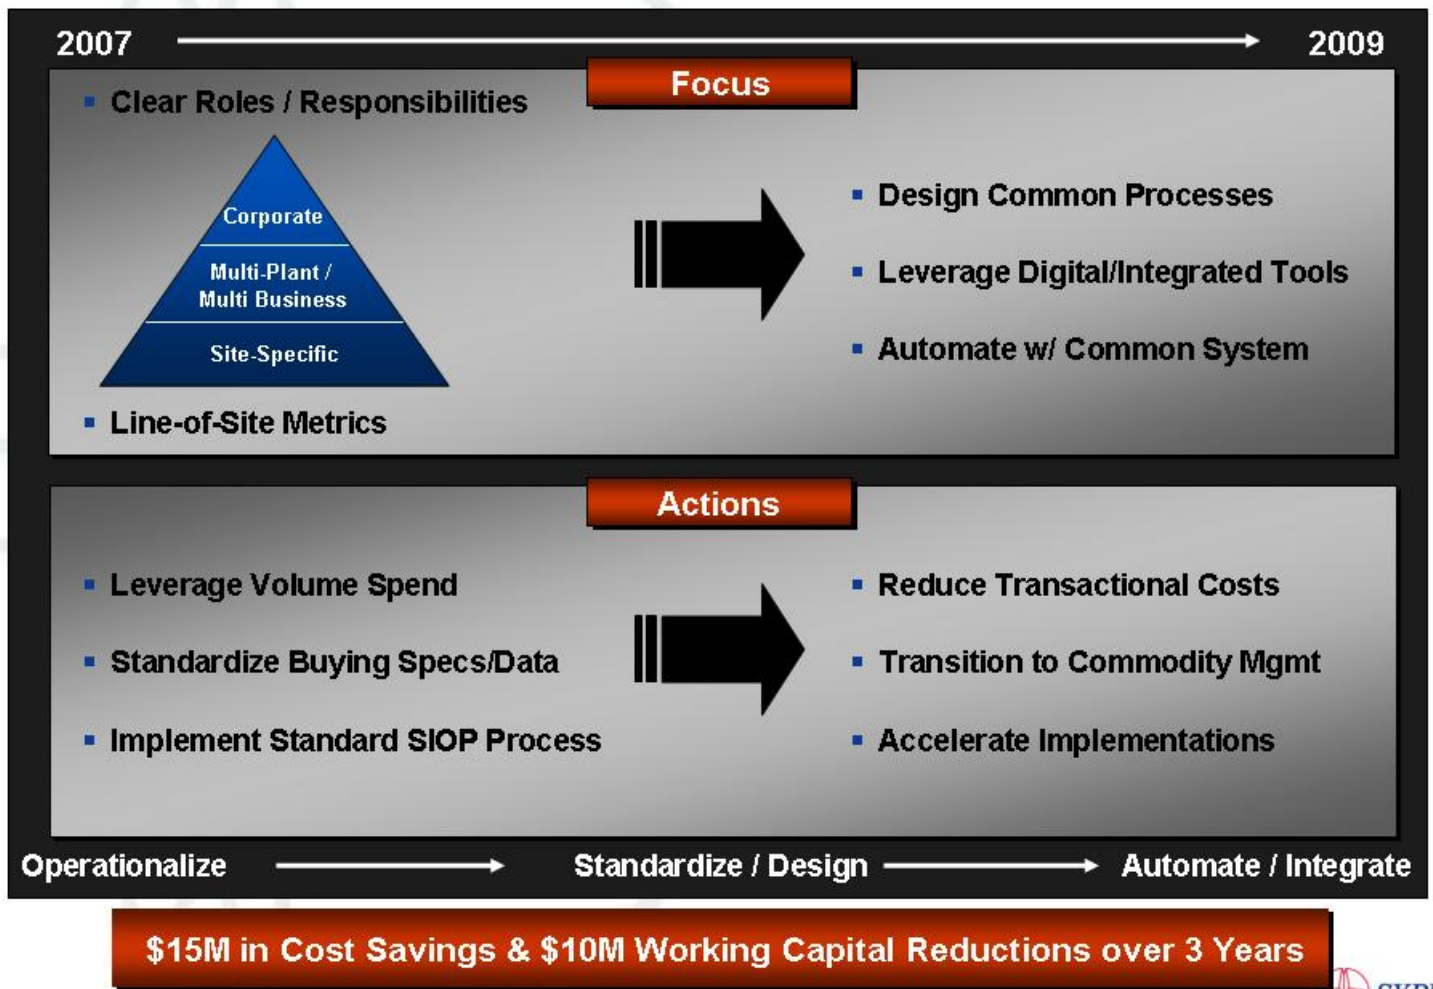 2007
2009
Focus
Clear Roles / Responsibilities
Corporate
Multi-Plant /
Multi Business
Site-Specific
Line-of-Site Metrics
Design Common Processes
Leverage Digital/Integrated Tools
Automate w/ Common System
Actions
Leverage Volume Spend
Standardize Buying Specs/Data
Implement Standard SIOP Process
Reduce Transactional Costs
Transition to Commodity Mgmt
Accelerate Implementations
Operationalize
Standardize / Design
Automate / Integrate
$15M in Cost Savings & $10M Working Capital Reductions over 3 Years